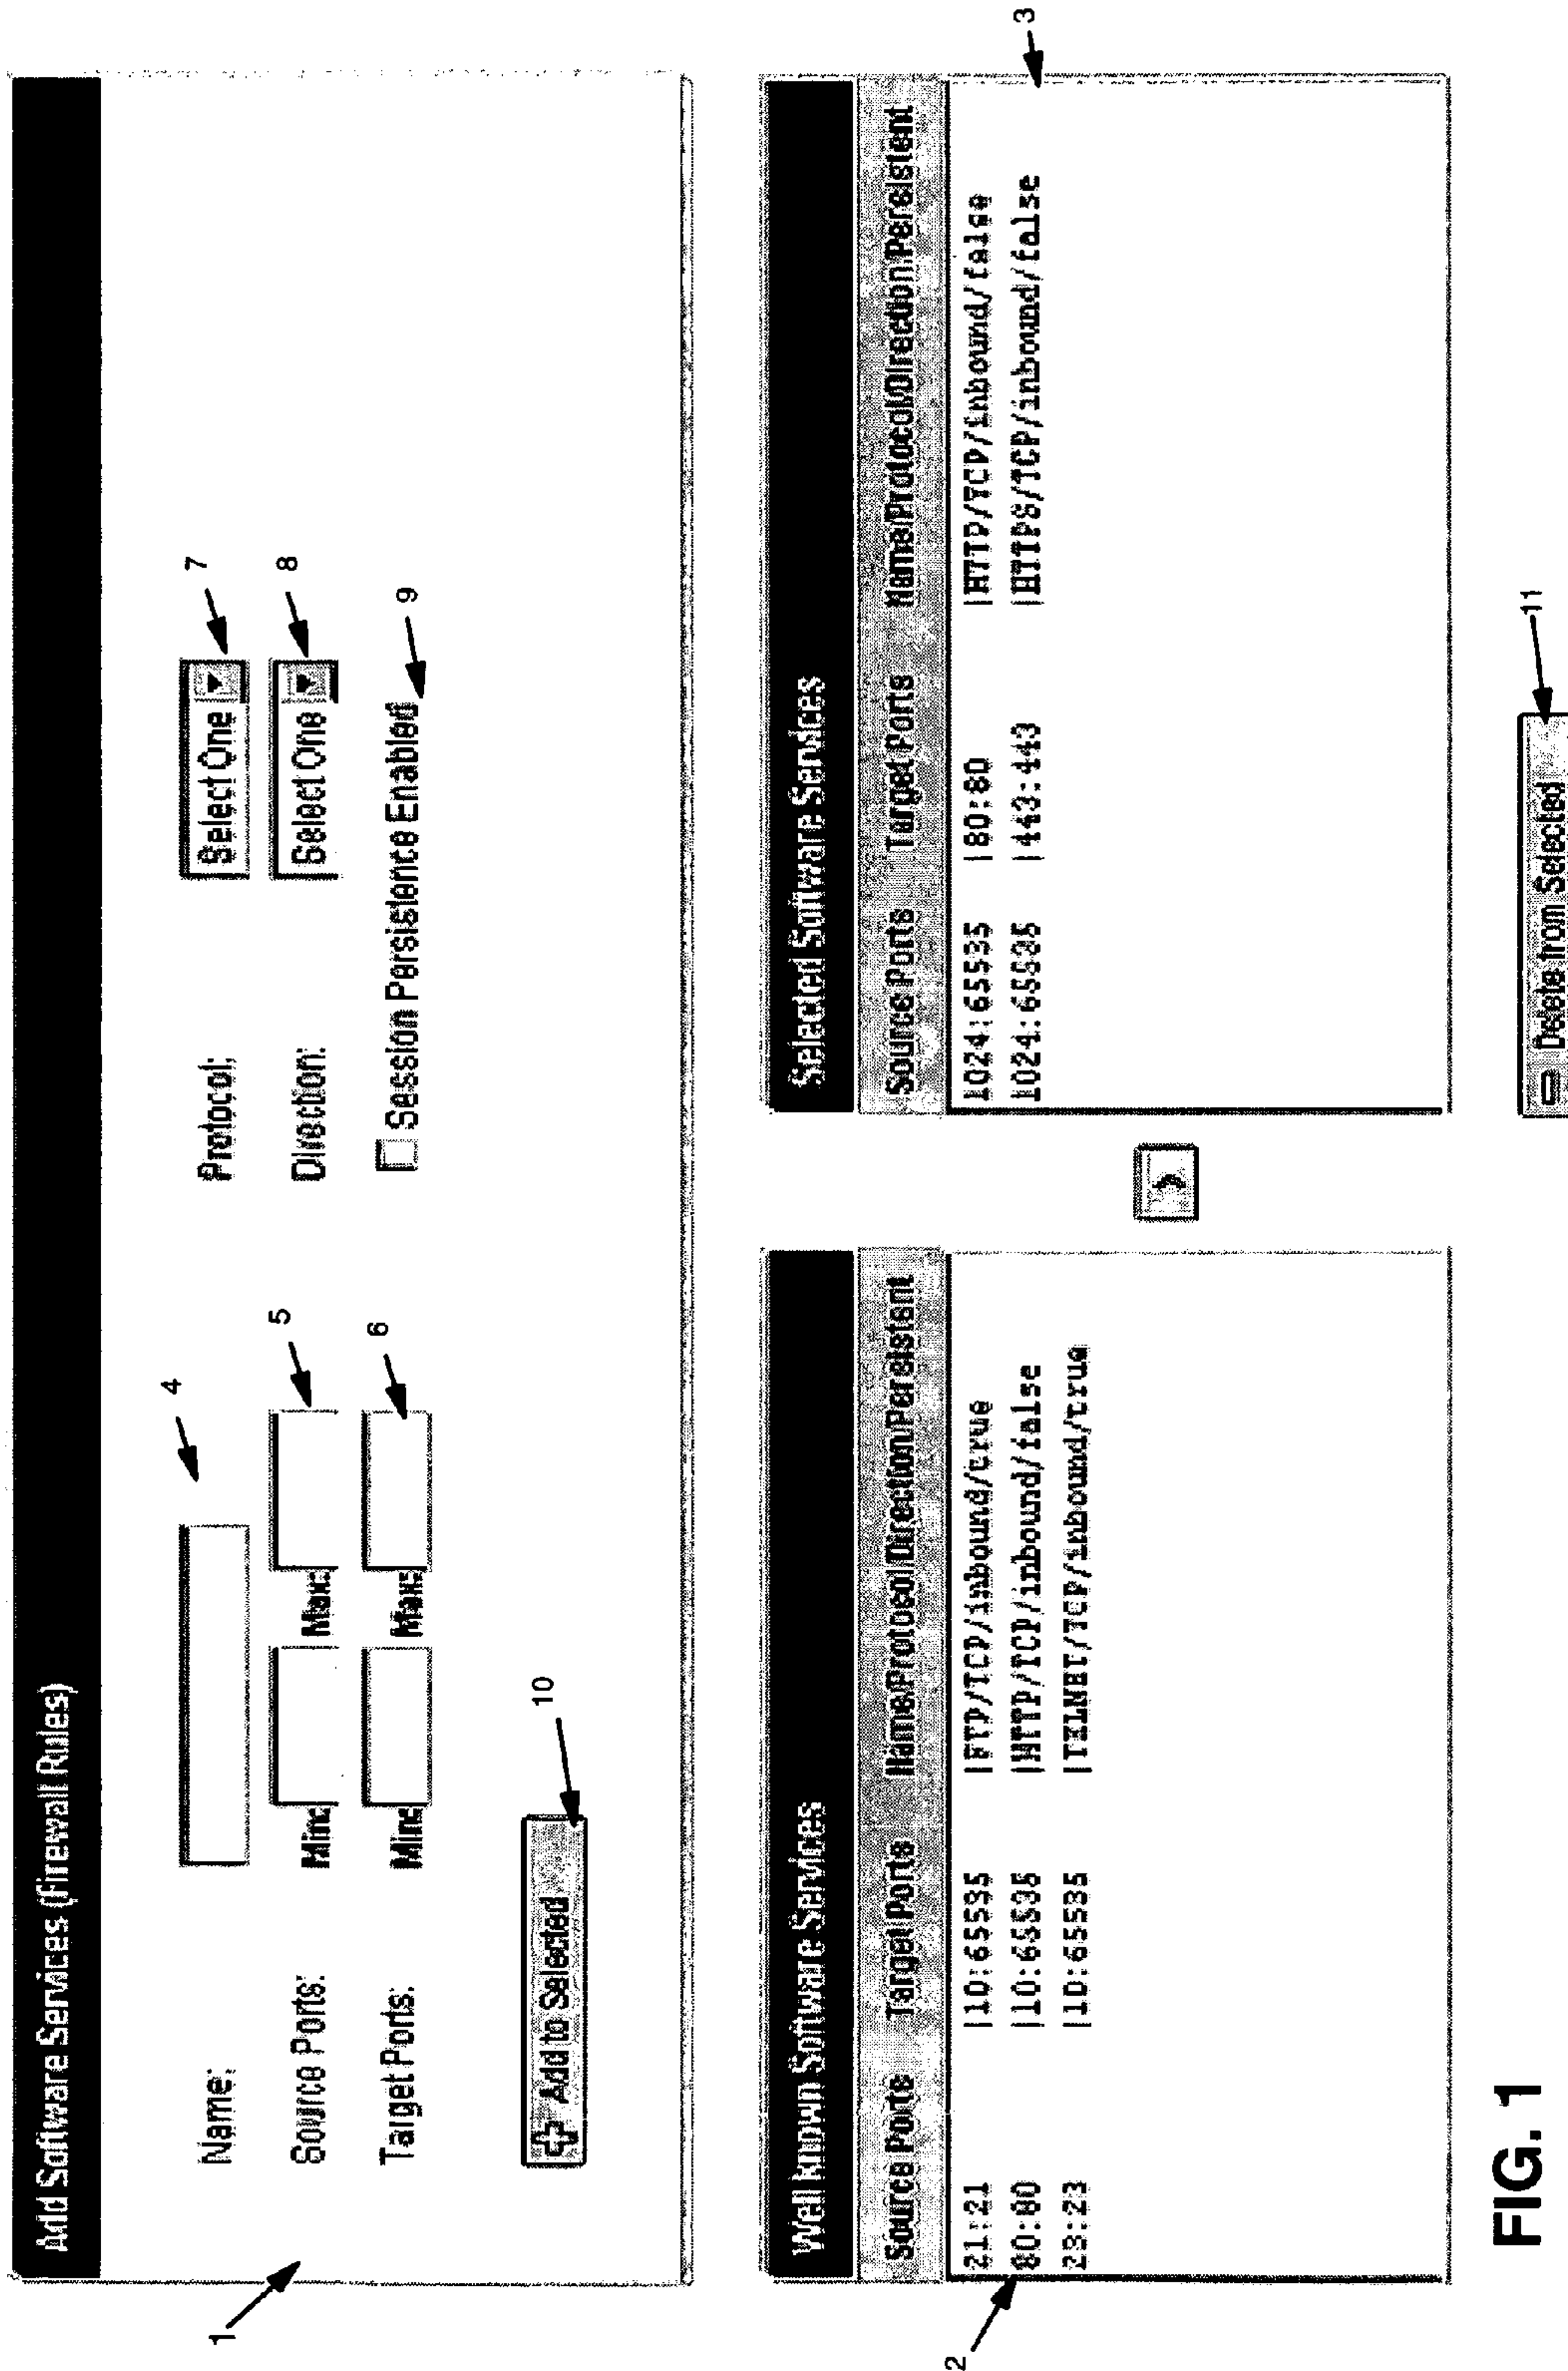 Add Software Services (Firewall Rules)
1
Name:
4
Protocol:
Select One
7
Source Ports:
Min:
Max:
5
Direction:
Select One
8
Target Ports:
Min:
Max:
6
Session Persistence Enabled
9
Add to Selected
10
Well known Software Services
Source Ports Target Ports Name/Protocol/Direction/Persistent
21:21 |10:65535 |FTP/TCP/inbound/true
80:80 |10:65535 |HTTP/TCP/inbound/false
23:23 |10:65535 |TELNET/TCP/inbound/true
2
>
Selected Software Services
Source Ports Target Ports Name/Protocol/Direction/Persistent
1024:65535 |80:80 |HTTP/TCP/inbound/false
1024:65535 |443:443 |HTTPS/TCP/inbound/false
3
Delete from Selected
11
FIG. 1